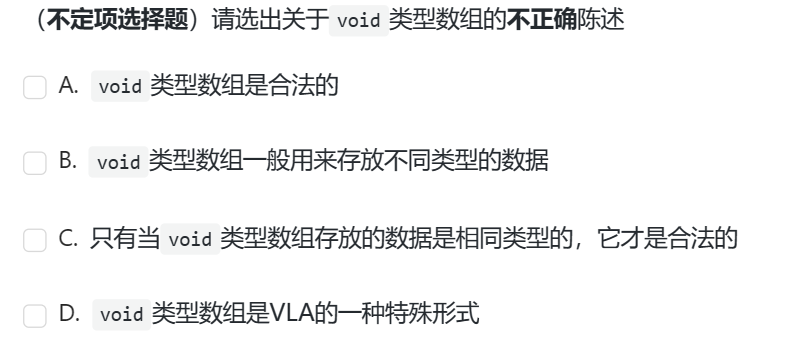 （不定项选择题）请选出关于 void 类型数组的不正确陈述
A. void 类型数组是合法的
B. void 类型数组一般用来存放不同类型的数据
C. 只有当 void 类型数组存放的数据是相同类型的，它才是合法的
D. void 类型数组是VLA的一种特殊形式